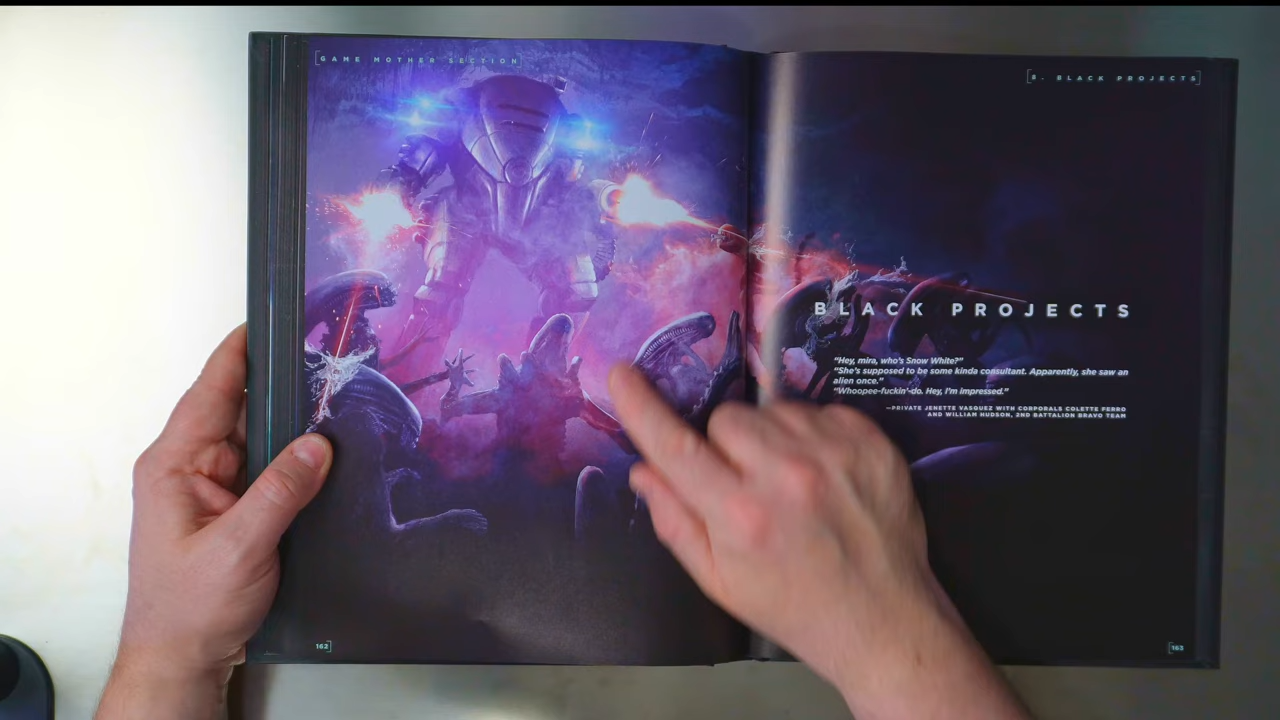 [GAME MOTHER SECTION]
[8. BLACK PROJECTS]
BLACK PROJECTS
“Hey, mira, who's Snow White?”
“She's supposed to be some kinda consultant. Apparently, she saw an
alien once.”
“Whoopee-fuckin'-do. Hey, I'm impressed.”
—PRIVATE JENETTE VASQUEZ WITH CORPORALS COLETTE FERRO
AND WILLIAM HUDSON, 2ND BATTALION BRAVO TEAM
162]
[163